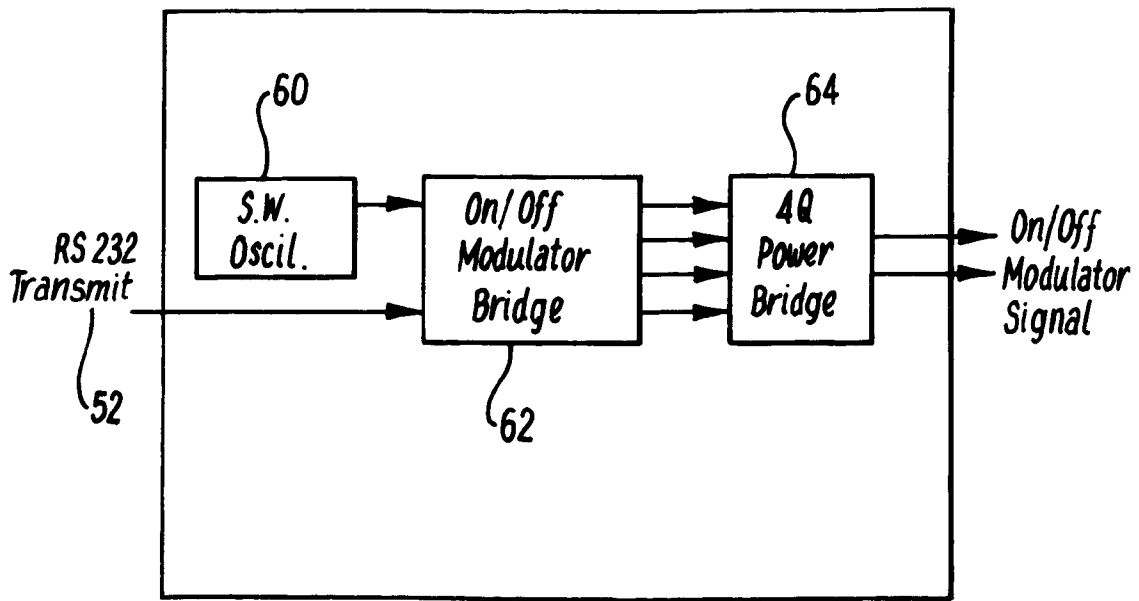 60
64
S.W.
Oscil.
On/Off
Modulator
Bridge
4Q
Power
Bridge
RS 232
Transmit
On/Off
Modulator
Signal
52
62